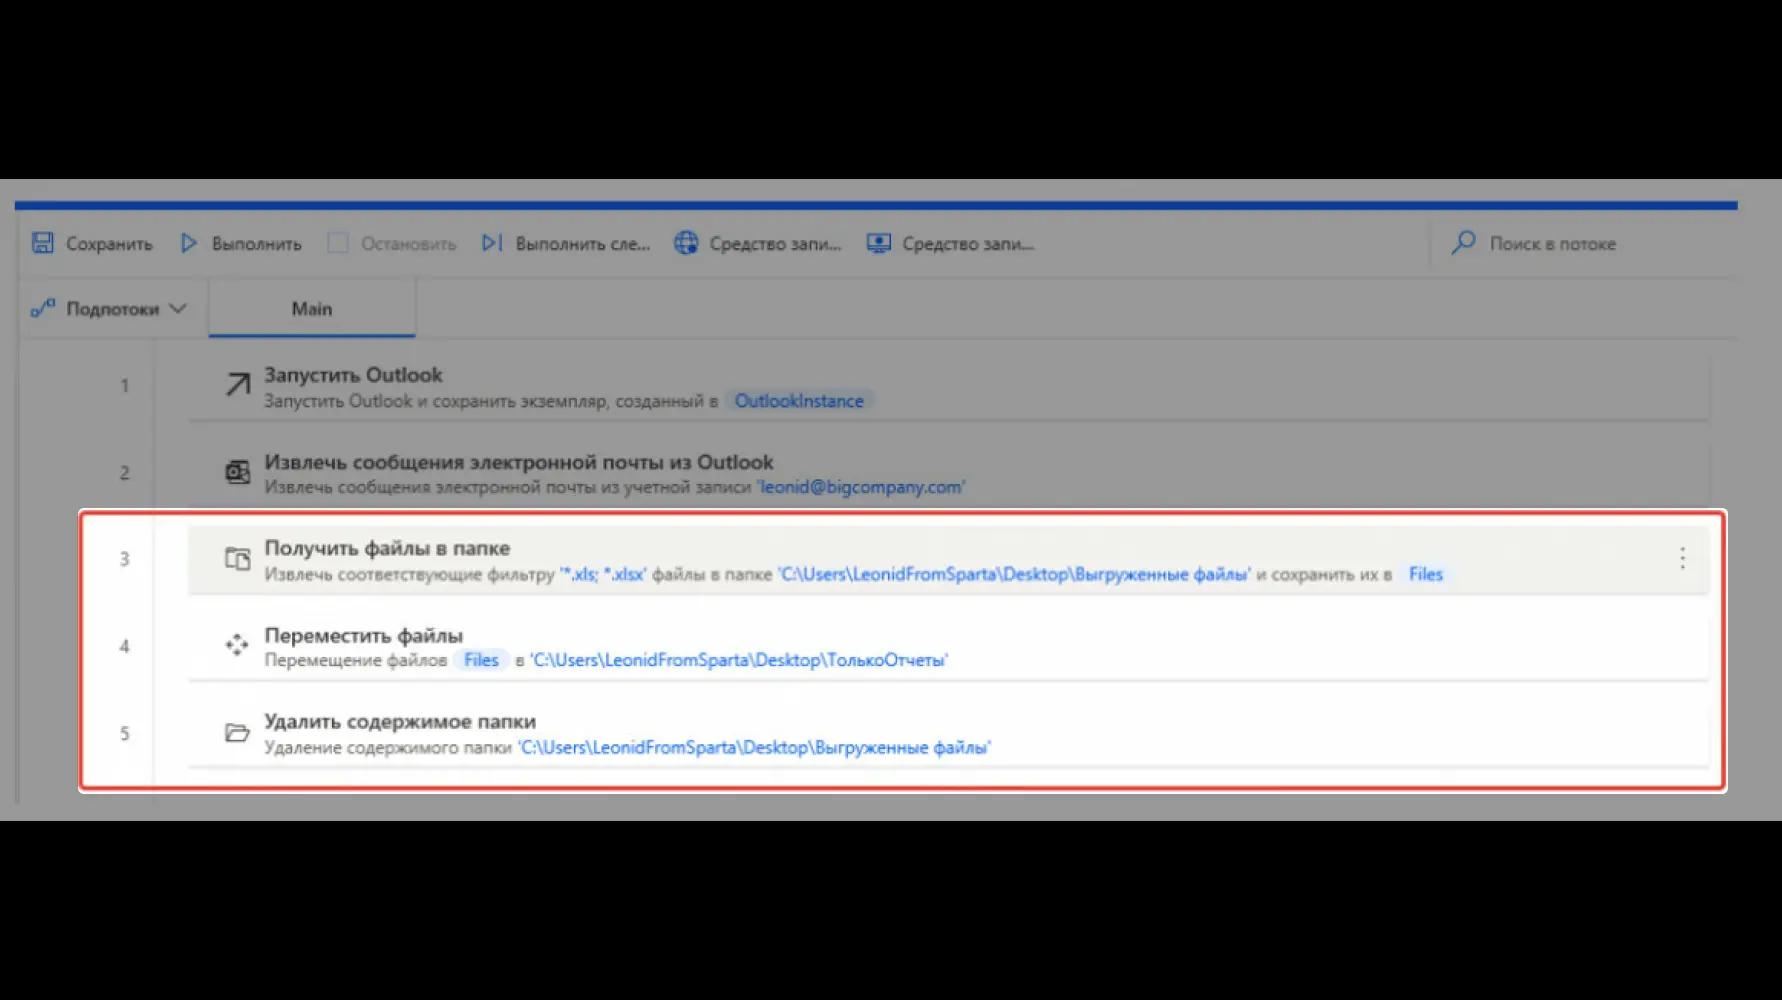 Сохранить Выполнить Остановить Выполнить сле... Средство запи... Средство запи... Поиск в потоке
Подпотоки Main
1 Запустить Outlook
Запустить Outlook и сохранить экземпляр, созданный в OutlookInstance
2 Извлечь сообщения электронной почты из Outlook
Извлечь сообщения электронной почты из учетной записи 'leonid@bigcompany.com'
3 Получить файлы в папке
Извлечь соответствующие фильтру '*.xls; *.xlsx' файлы в папке 'C:\Users\LeonidFromSparta\Desktop\Выгруженные файлы' и сохранить их в Files
4 Переместить файлы
Перемещение файлов Files в 'C:\Users\LeonidFromSparta\Desktop\ТолькоОтчеты'
5 Удалить содержимое папки
Удаление содержимого папки 'C:\Users\LeonidFromSparta\Desktop\Выгруженные файлы'